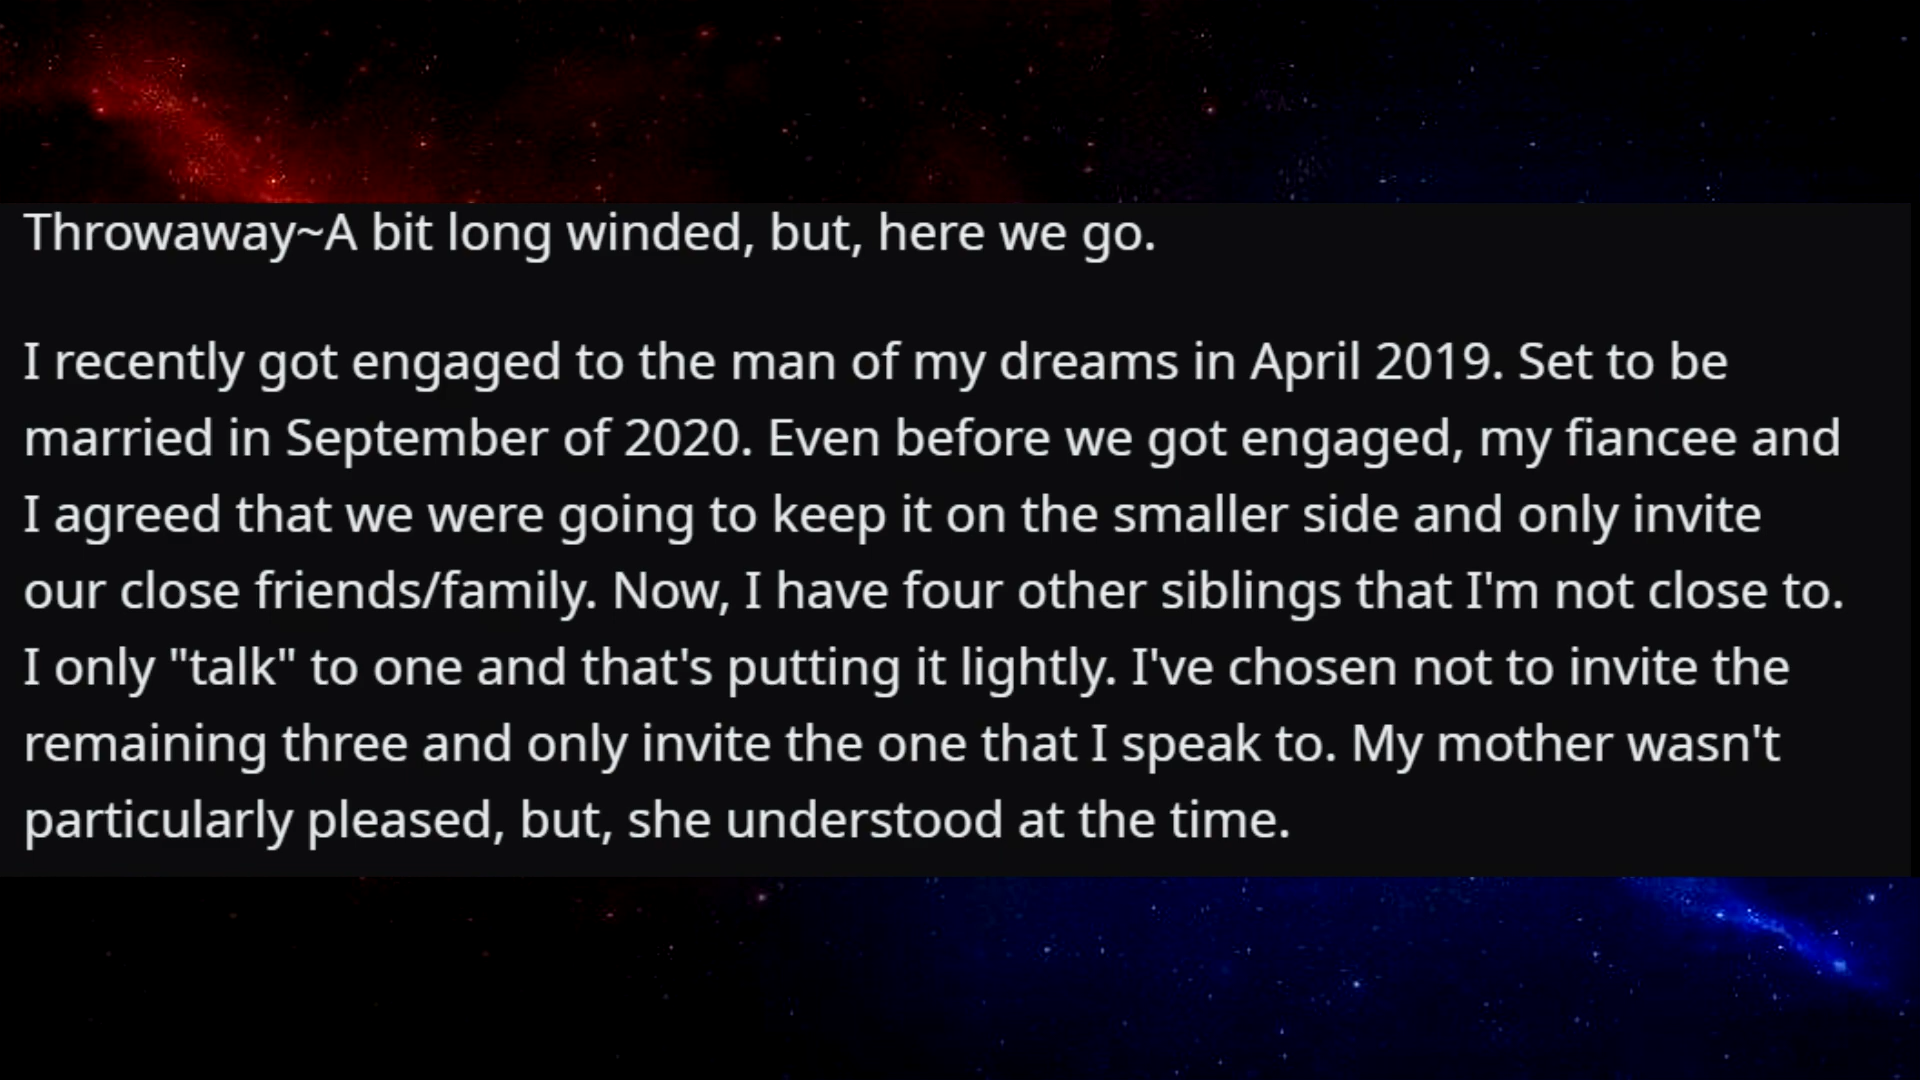 Throwaway~A bit long winded, but, here we go.
I recently got engaged to the man of my dreams in April 2019. Set to be
married in September of 2020. Even before we got engaged, my fiancee and
I agreed that we were going to keep it on the smaller side and only invite
our close friends/family. Now, I have four other siblings that I'm not close to.
I only "talk" to one and that's putting it lightly. I've chosen not to invite the
remaining three and only invite the one that I speak to. My mother wasn't
particularly pleased, but, she understood at the time.